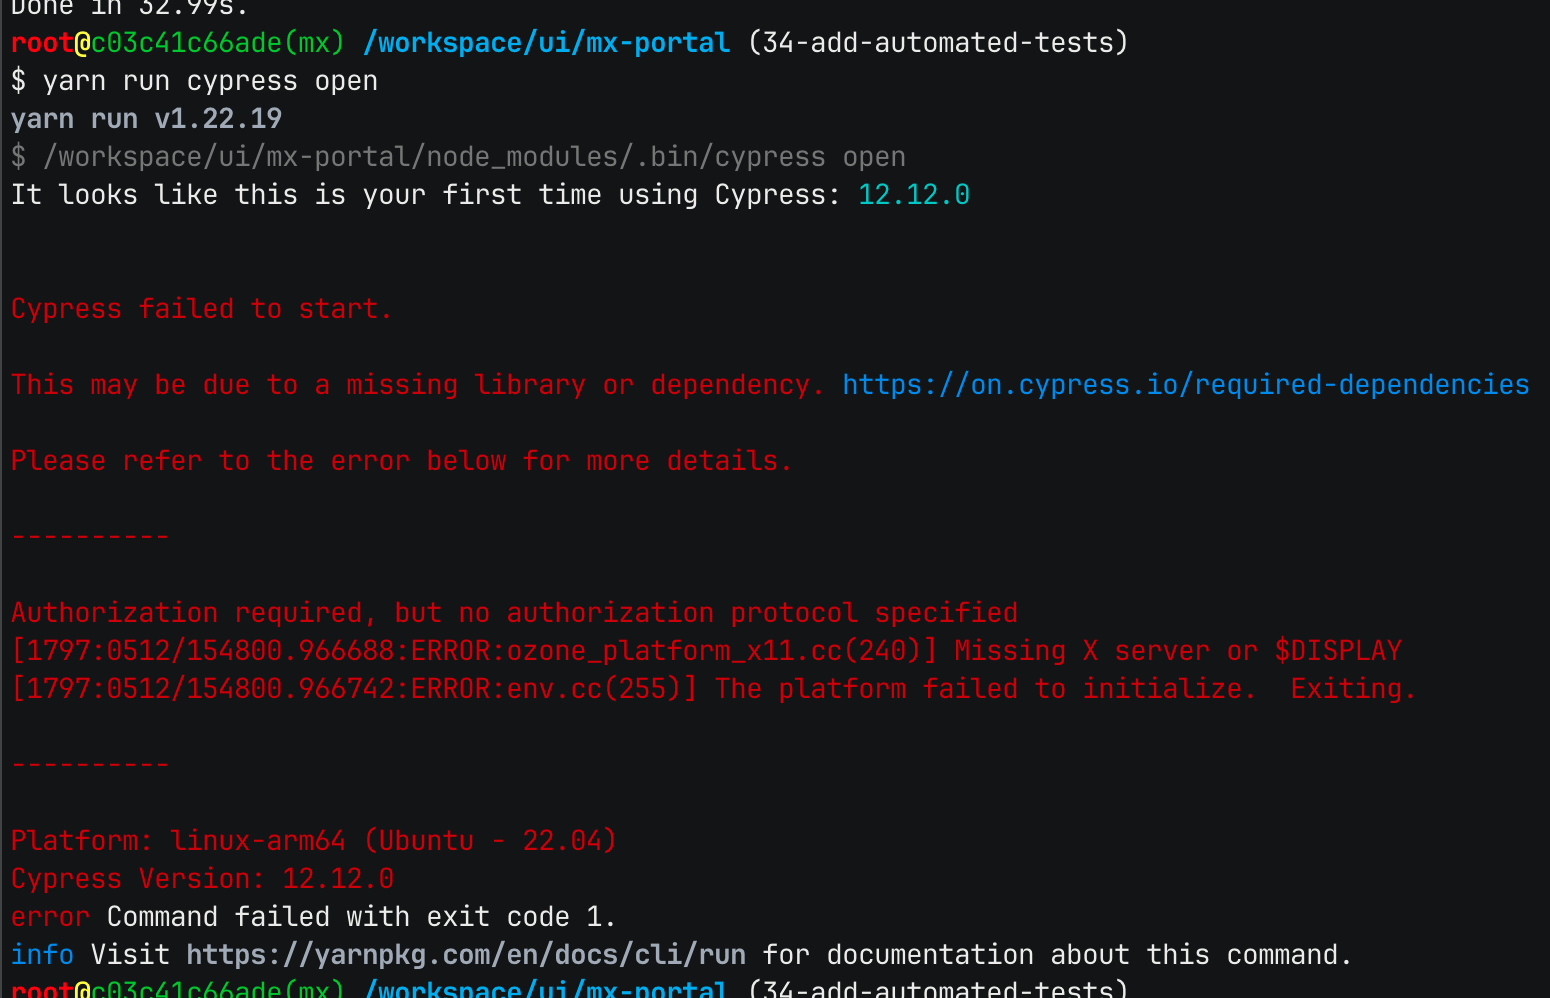 Done in 32.99s.
root@c03c41c66ade(mx) /workspace/ui/mx-portal (34-add-automated-tests)
$ yarn run cypress open
yarn run v1.22.19
$ /workspace/ui/mx-portal/node_modules/.bin/cypress open
It looks like this is your first time using Cypress: 12.12.0
Cypress failed to start.
This may be due to a missing library or dependency. https://on.cypress.io/required-dependencies
Please refer to the error below for more details.
----------
Authorization required, but no authorization protocol specified
[1797:0512/154800.966688:ERROR:ozone_platform_x11.cc(240)] Missing X server or $DISPLAY
[1797:0512/154800.966742:ERROR:env.cc(255)] The platform failed to initialize.  Exiting.
----------
Platform: linux-arm64 (Ubuntu - 22.04)
Cypress Version: 12.12.0
error Command failed with exit code 1.
info Visit https://yarnpkg.com/en/docs/cli/run for documentation about this command.
root@c03c41c66ade(mx) /workspace/ui/mx-portal (34-add-automated-tests)